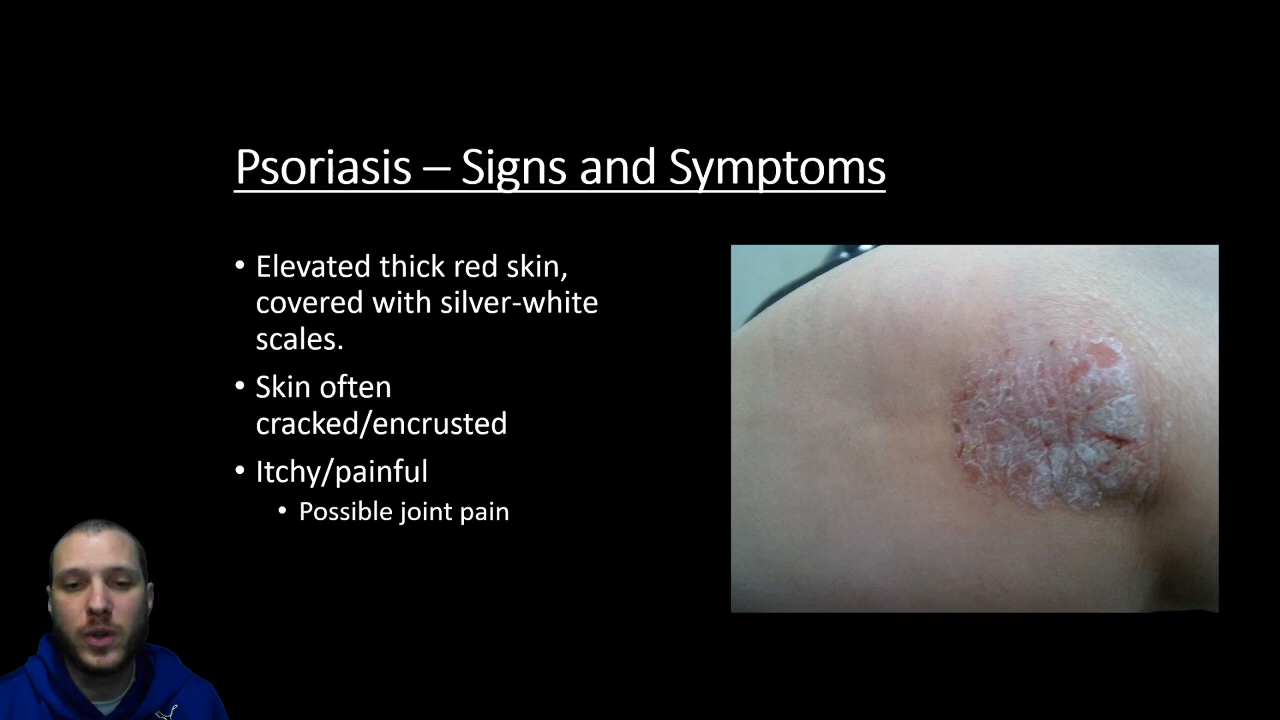 Psoriasis – Signs and Symptoms
• Elevated thick red skin,
covered with silver-white
scales.
• Skin often
cracked/encrusted
• Itchy/painful
• Possible joint pain